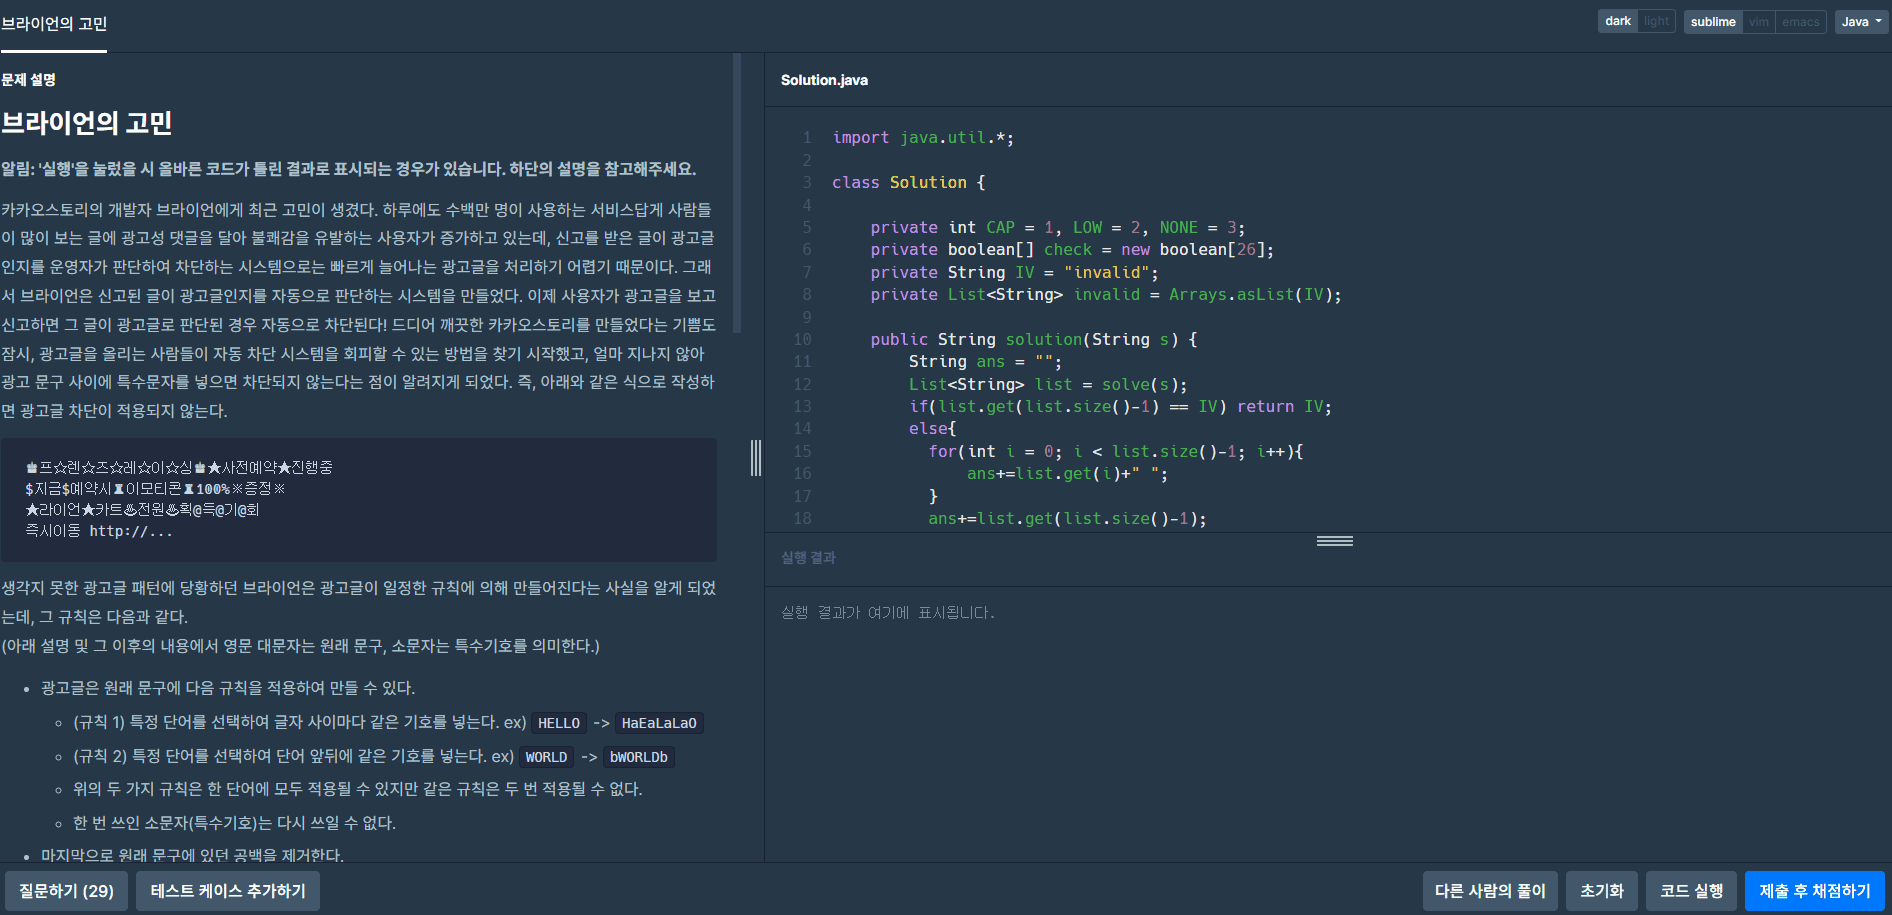 브라이언의 고민
dark light
sublime vim emacs
Java
문제 설명
브라이언의 고민
알림: '실행'을 눌렀을 시 올바른 코드가 틀린 결과로 표시되는 경우가 있습니다. 하단의 설명을 참고해주세요.
카카오스토리의 개발자 브라이언에게 최근 고민이 생겼다. 하루에도 수백만 명이 사용하는 서비스답게 사람들
이 많이 보는 글에 광고성 댓글을 달아 불쾌감을 유발하는 사용자가 증가하고 있는데, 신고를 받은 글이 광고글
인지를 운영자가 판단하여 차단하는 시스템으로는 빠르게 늘어나는 광고글을 처리하기 어렵기 때문이다. 그래
서 브라이언은 신고된 글이 광고글인지를 자동으로 판단하는 시스템을 만들었다. 이제 사용자가 광고글을 보고
신고하면 그 글이 광고글로 판단된 경우 자동으로 차단된다! 드디어 깨끗한 카카오스토리를 만들었다는 기쁨도
잠시, 광고글을 올리는 사람들이 자동 차단 시스템을 회피할 수 있는 방법을 찾기 시작했고, 얼마 지나지 않아
광고 문구 사이에 특수문자를 넣으면 차단되지 않는다는 점이 알려지게 되었다. 즉, 아래와 같은 식으로 작성하
면 광고글 차단이 적용되지 않는다.
♚프☆렌☆즈☆레☆이☆싱♚★사전예약★진행중
$지금$예약시♜이모티콘♜100%※증정※
★라이언★카트♨전원♨획@득@기@회
즉시이동 http://...
생각지 못한 광고글 패턴에 당황하던 브라이언은 광고글이 일정한 규칙에 의해 만들어진다는 사실을 알게 되었
는데, 그 규칙은 다음과 같다.
(아래 설명 및 그 이후의 내용에서 영문 대문자는 원래 문구, 소문자는 특수기호를 의미한다.)
• 광고글은 원래 문구에 다음 규칙을 적용하여 만들 수 있다.
◦ (규칙 1) 특정 단어를 선택하여 글자 사이마다 같은 기호를 넣는다. ex) HELLO -> HaEaLaLaO
◦ (규칙 2) 특정 단어를 선택하여 단어 앞뒤에 같은 기호를 넣는다. ex) WORLD -> bWORLDb
◦ 위의 두 가지 규칙은 한 단어에 모두 적용될 수 있지만 같은 규칙은 두 번 적용될 수 없다.
◦ 한 번 쓰인 소문자(특수기호)는 다시 쓰일 수 없다.
• 마지막으로 원래 문구에 있던 공백을 제거한다.
Solution.java
1 import java.util.*;
2
3 class Solution {
4
5 private int CAP = 1, LOW = 2, NONE = 3;
6 private boolean[] check = new boolean[26];
7 private String IV = "invalid";
8 private List<String> invalid = Arrays.asList(IV);
9
10 public String solution(String s) {
11 String ans = "";
12 List<String> list = solve(s);
13 if(list.get(list.size()-1) == IV) return IV;
14 else{
15 for(int i = 0; i < list.size()-1; i++){
16 ans+=list.get(i)+" ";
17 }
18 ans+=list.get(list.size()-1);
실행 결과
실행 결과가 여기에 표시됩니다.
질문하기 (29)
테스트 케이스 추가하기
다른 사람의 풀이
초기화
코드 실행
제출 후 채점하기